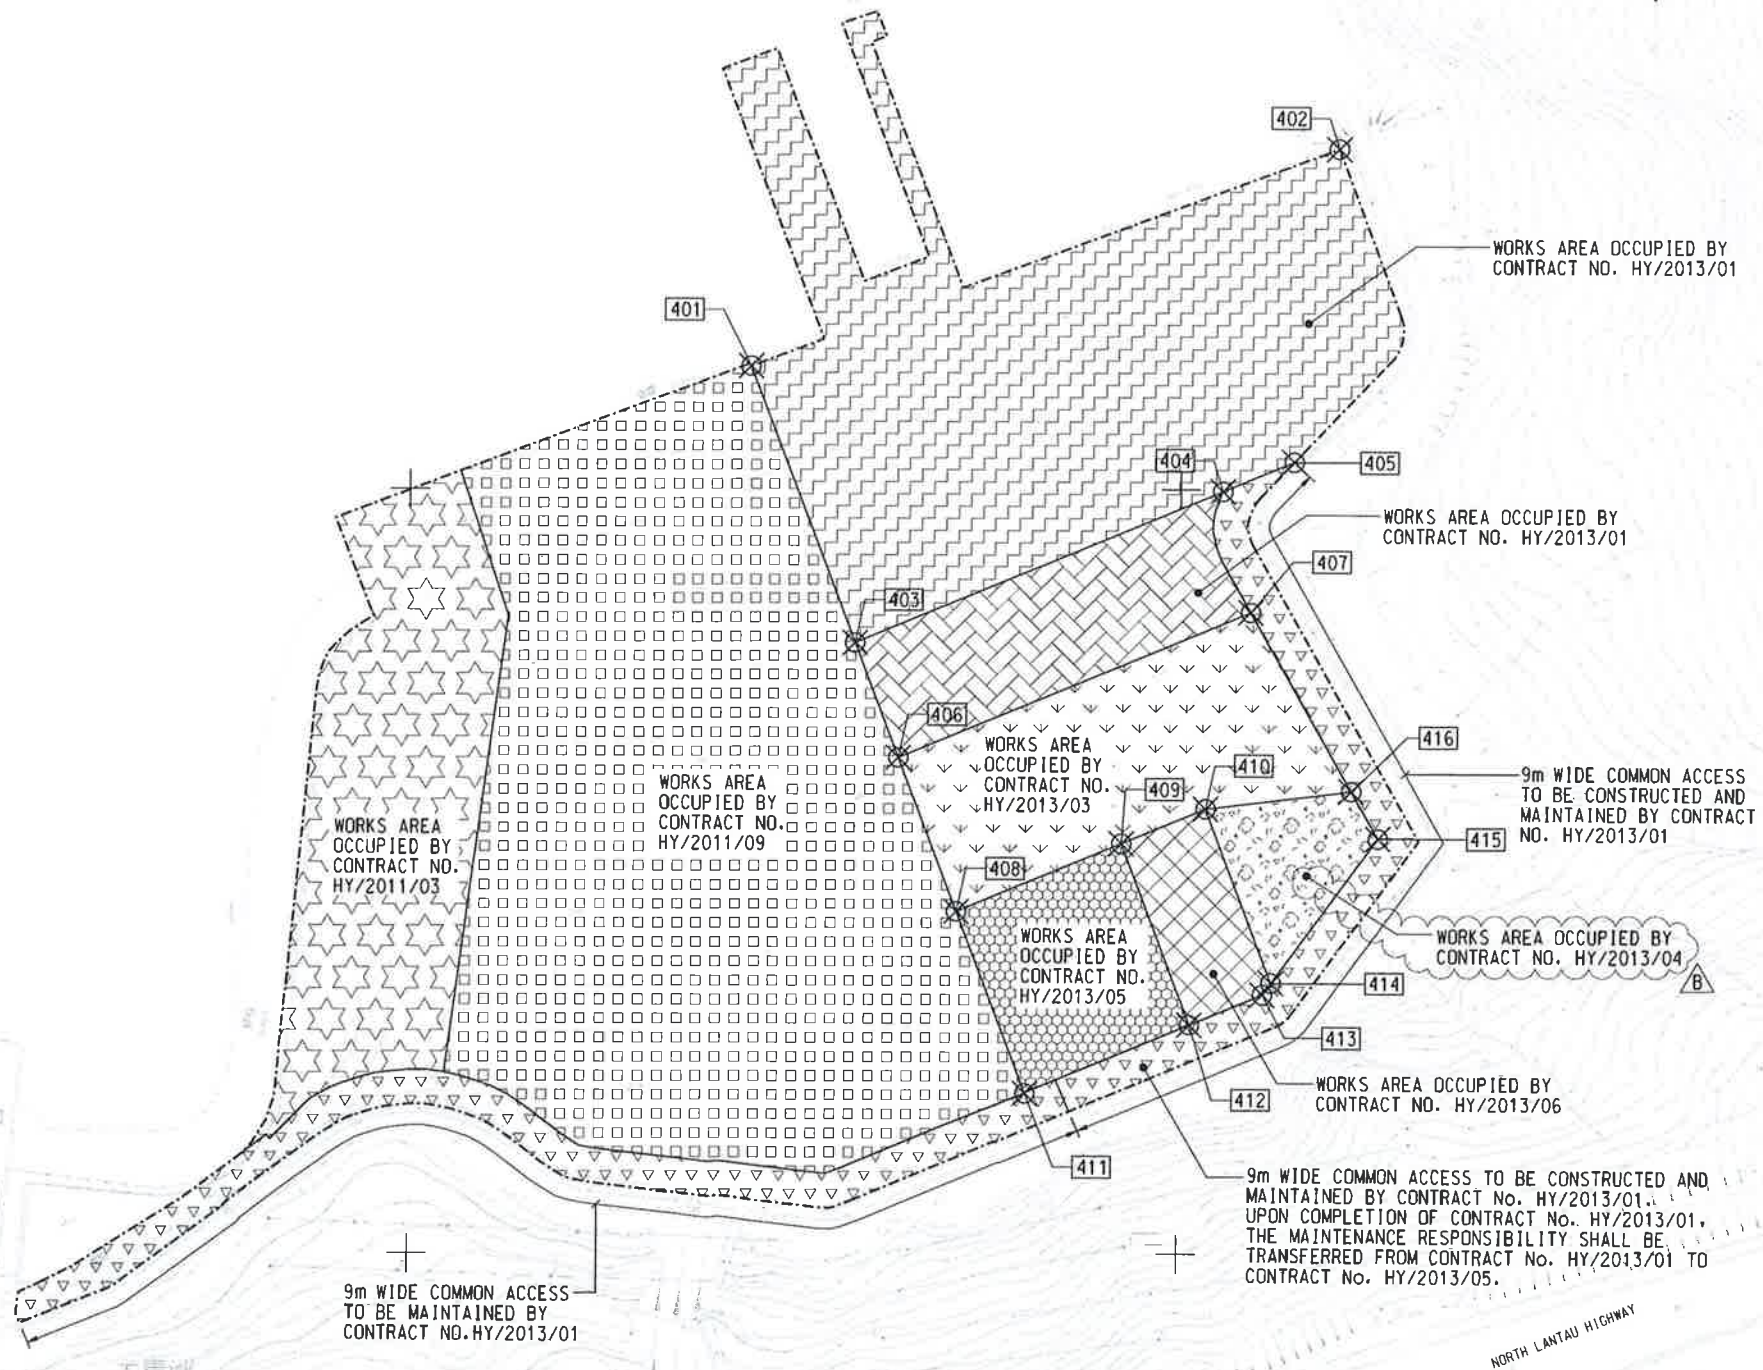 402
WORKS AREA OCCUPIED BY
CONTRACT NO. HY/2013/01
401
404
405
WORKS AREA OCCUPIED BY
CONTRACT NO. HY/2013/01
407
403
406
416
WORKS AREA
OCCUPIED BY
CONTRACT NO.
HY/2013/03
410
409
9m WIDE COMMON ACCESS
TO BE CONSTRUCTED AND
MAINTAINED BY CONTRACT
NO. HY/2013/01
WORKS AREA
OCCUPIED BY
CONTRACT NO.
HY/2011/09
WORKS AREA
OCCUPIED BY
CONTRACT NO.
HY/2011/03
415
408
WORKS AREA
OCCUPIED BY
CONTRACT NO.
HY/2013/05
WORKS AREA OCCUPIED BY
CONTRACT NO. HY/2013/04
B
414
413
WORKS AREA OCCUPIED BY
CONTRACT NO. HY/2013/06
412
411
9m WIDE COMMON ACCESS TO BE CONSTRUCTED AND
MAINTAINED BY CONTRACT No. HY/2013/01.
UPON COMPLETION OF CONTRACT No. HY/2013/01,
THE MAINTENANCE RESPONSIBILITY SHALL BE
TRANSFERRED FROM CONTRACT No. HY/2013/01 TO
CONTRACT No. HY/2013/05.
9m WIDE COMMON ACCESS
TO BE MAINTAINED BY
CONTRACT NO.HY/2013/01
NORTH LANTAU HIGHWAY